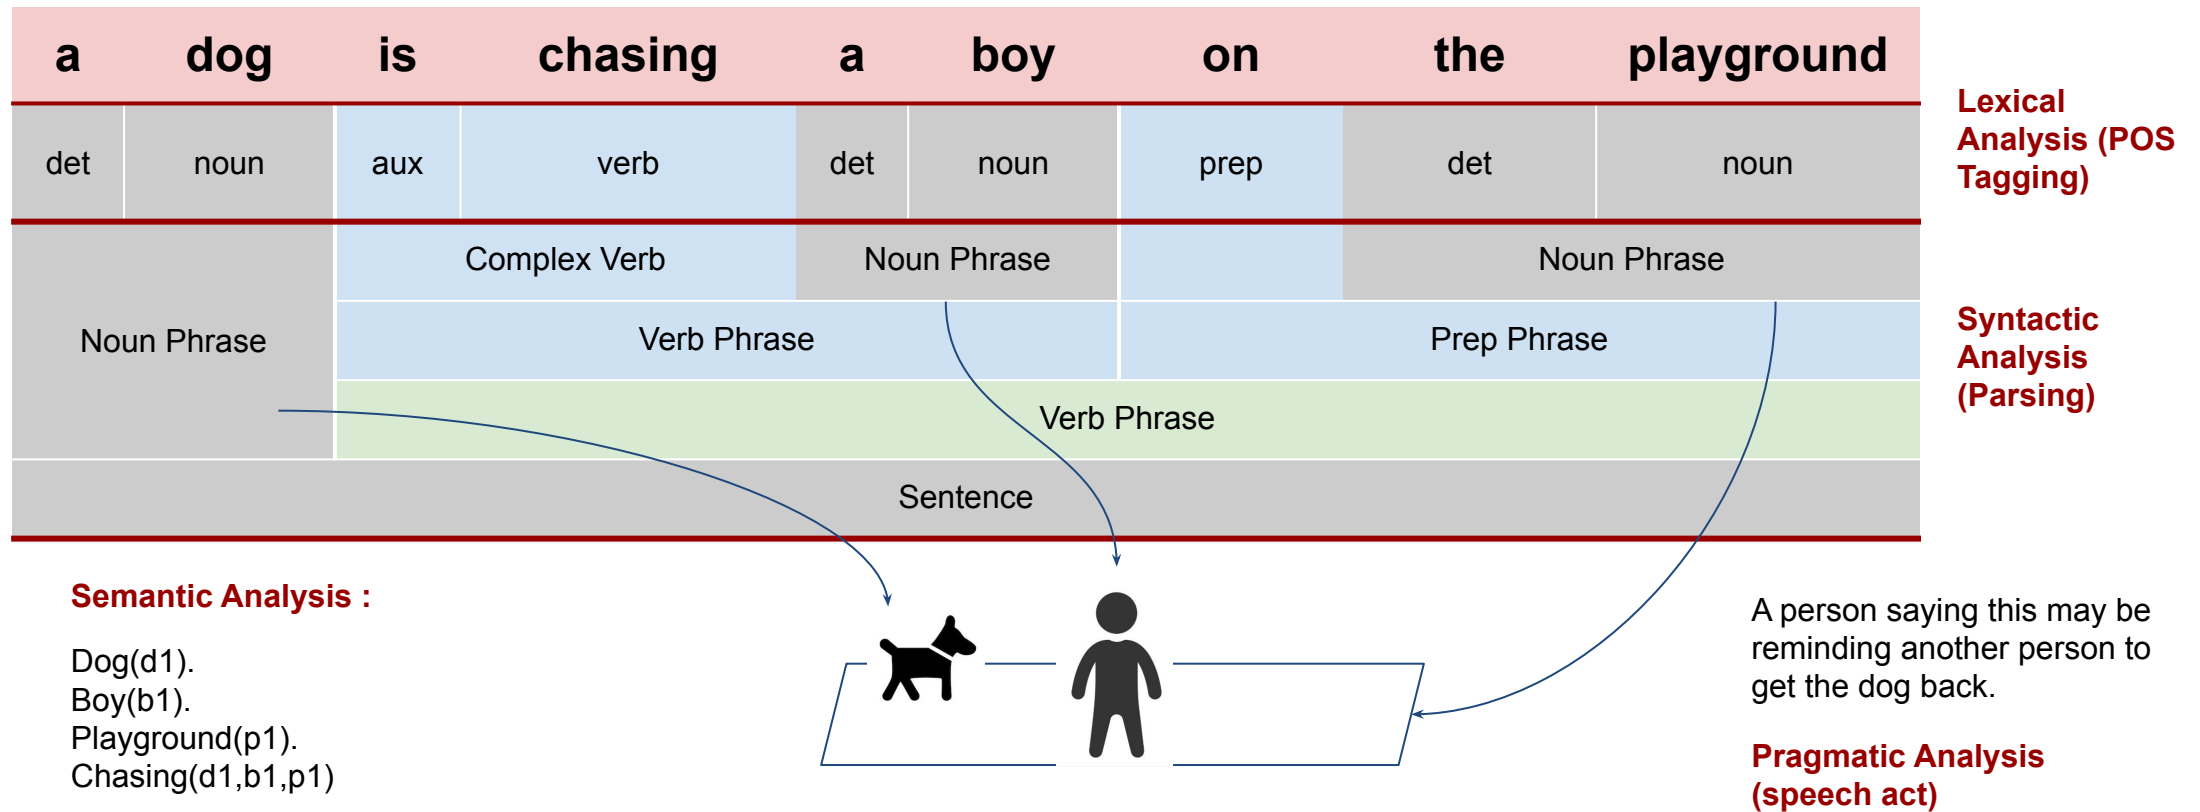 a dog is chasing a boy on the playground
det noun aux verb det noun prep det noun
Lexical
Analysis (POS
Tagging)
Complex Verb Noun Phrase Noun Phrase
Noun Phrase Verb Phrase Prep Phrase
Verb Phrase
Sentence
Syntactic
Analysis
(Parsing)
Semantic Analysis :
Dog(d1).
Boy(b1).
Playground(p1).
Chasing(d1,b1,p1)
A person saying this may be
reminding another person to
get the dog back.
Pragmatic Analysis
(speech act)